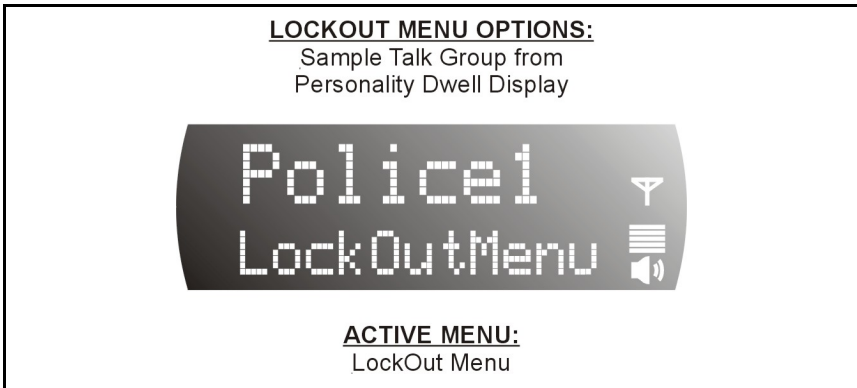 LOCKOUT MENU OPTIONS:
Sample Talk Group from
Personality Dwell Display
Police1
LockOutMenu
ACTIVE MENU:
LockOut Menu